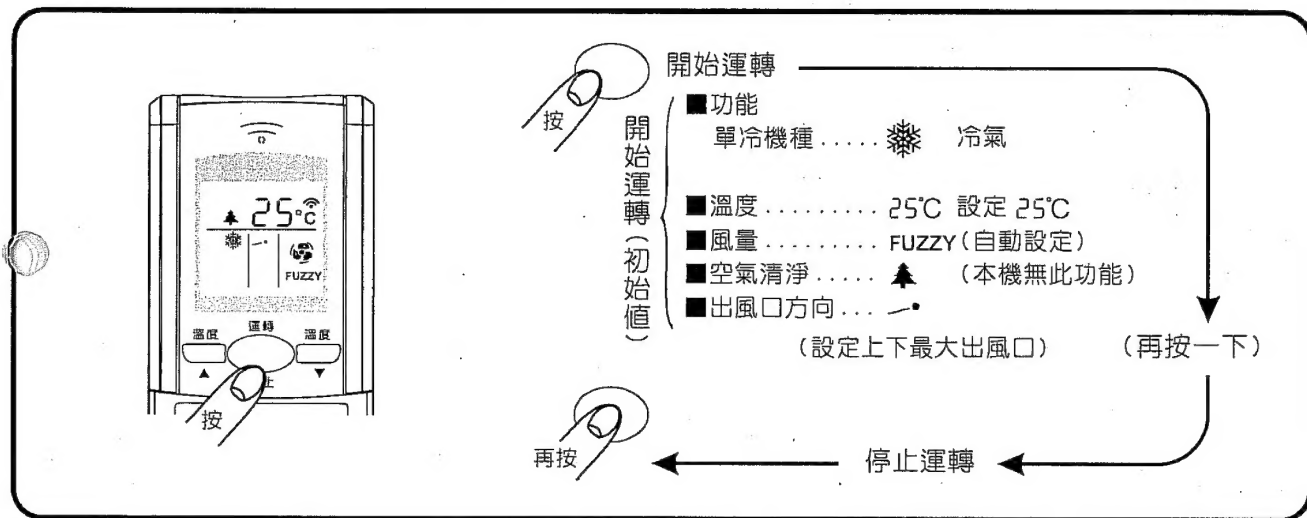 25°C
FUZZY
溫度
運轉
溫度
▲
止
▼
按
按
開始運轉
開始運轉(初始值)
■功能
單冷機種..... 冷氣
■溫度......... 25℃ 設定 25℃
■風量......... FUZZY(自動設定)
■空氣清淨..... (本機無此功能)
■出風口方向...
(設定上下最大出風口)
(再按一下)
再按
停止運轉